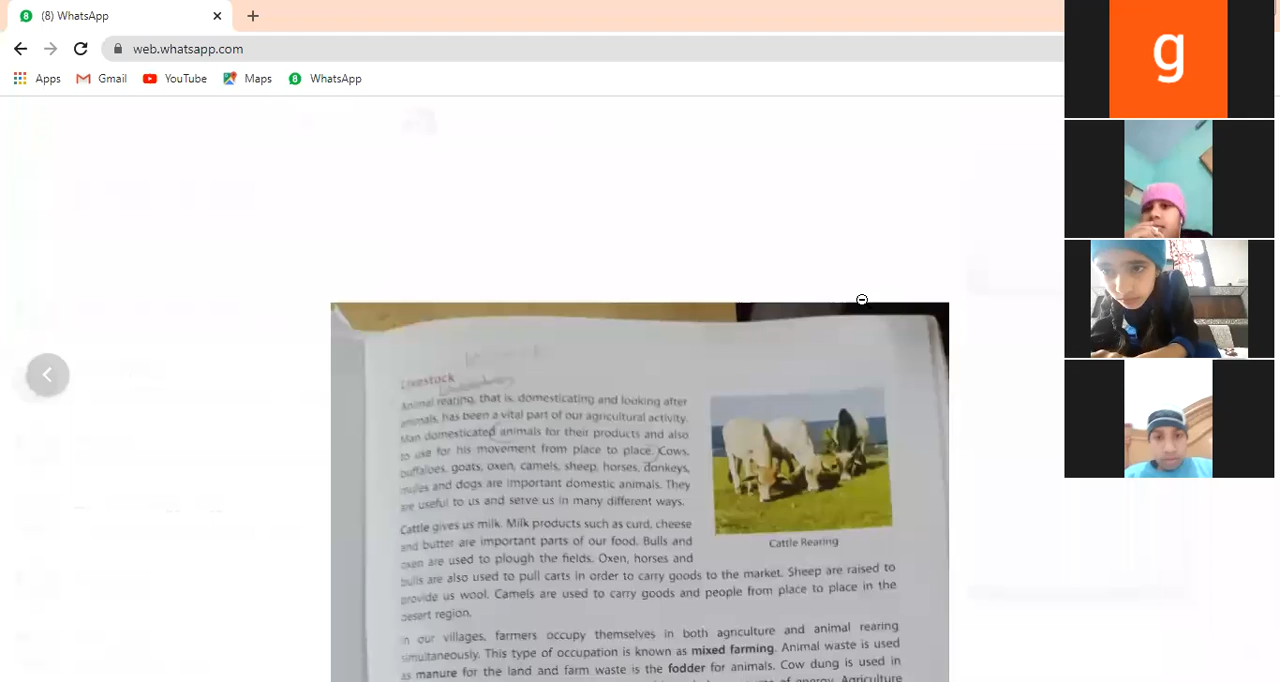 (8) WhatsApp
web.whatsapp.com
Apps
Gmail
YouTube
Maps
WhatsApp
g
Livestock
Animal rearing, that is, domesticating and looking after
animals, has been a vital part of our agricultural activity.
Man domesticated animals for their products and also
to use for his movement from place to place. Cows,
buffaloes, goats, oxen, camels, sheep, horses, donkeys,
mules and dogs are important domestic animals. They
are useful to us and serve us in many different ways.
Cattle Rearing
Cattle gives us milk. Milk products such as curd, cheese
and butter are important parts of our food. Bulls and
oxen are used to plough the fields. Oxen, horses and
bulls are also used to pull carts in order to carry goods to the market. Sheep are raised to
provide us wool. Camels are used to carry goods and people from place to place in the
desert region.
In our villages, farmers occupy themselves in both agriculture and animal rearing
simultaneously. This type of occupation is known as mixed farming. Animal waste is used
as manure for the land and farm waste is the fodder for animals. Cow dung is used in
of energy. Agriculture